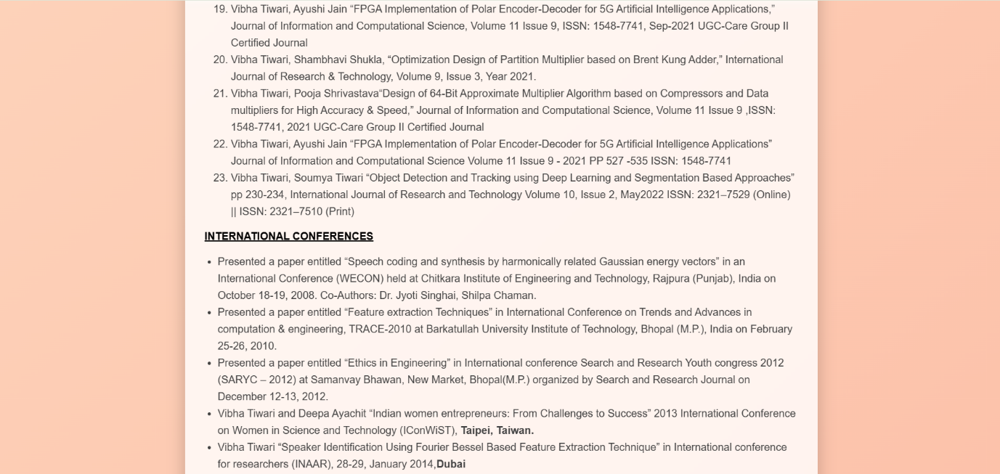 19. Vibha Tiwari, Ayushi Jain “FPGA Implementation of Polar Encoder-Decoder for 5G Artificial Intelligence Applications,”
Journal of Information and Computational Science, Volume 11 Issue 9, ISSN: 1548-7741, Sep-2021 UGC-Care Group II
Certified Journal
20. Vibha Tiwari, Shambhavi Shukla, “Optimization Design of Partition Multiplier based on Brent Kung Adder,” International
Journal of Research & Technology, Volume 9, Issue 3, Year 2021.
21. Vibha Tiwari, Pooja Shrivastava“Design of 64-Bit Approximate Multiplier Algorithm based on Compressors and Data
multipliers for High Accuracy & Speed,” Journal of Information and Computational Science, Volume 11 Issue 9 ,ISSN:
1548-7741, 2021 UGC-Care Group II Certified Journal
22. Vibha Tiwari, Ayushi Jain “FPGA Implementation of Polar Encoder-Decoder for 5G Artificial Intelligence Applications”
Journal of Information and Computational Science Volume 11 Issue 9 - 2021 PP 527 -535 ISSN: 1548-7741
23. Vibha Tiwari, Soumya Tiwari “Object Detection and Tracking using Deep Learning and Segmentation Based Approaches”
pp 230-234, International Journal of Research and Technology Volume 10, Issue 2, May2022 ISSN: 2321–7529 (Online)
|| ISSN: 2321–7510 (Print)
INTERNATIONAL CONFERENCES
• Presented a paper entitled “Speech coding and synthesis by harmonically related Gaussian energy vectors” in an
International Conference (WECON) held at Chitkara Institute of Engineering and Technology, Rajpura (Punjab), India on
October 18-19, 2008. Co-Authors: Dr. Jyoti Singhai, Shilpa Chaman.
• Presented a paper entitled “Feature extraction Techniques” in International Conference on Trends and Advances in
computation & engineering, TRACE-2010 at Barkatullah University Institute of Technology, Bhopal (M.P.), India on February
25-26, 2010.
• Presented a paper entitled “Ethics in Engineering” in International conference Search and Research Youth congress 2012
(SARYC – 2012) at Samanvay Bhawan, New Market, Bhopal(M.P.) organized by Search and Research Journal on
December 12-13, 2012.
• Vibha Tiwari and Deepa Ayachit “Indian women entrepreneurs: From Challenges to Success” 2013 International Conference
on Women in Science and Technology (IConWiST), Taipei, Taiwan.
• Vibha Tiwari “Speaker Identification Using Fourier Bessel Based Feature Extraction Technique” in International conference
for researchers (INAAR), 28-29, January 2014,Dubai